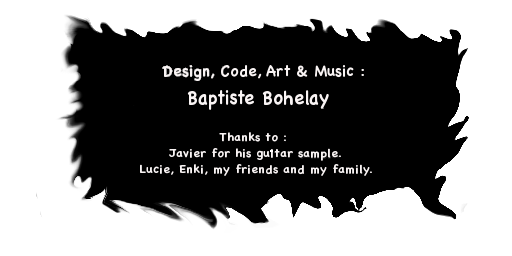 Design, Code, Art & Music :
Baptiste Bohelay
Thanks to :
Javier for his gu1tar sample.
Lucie, Enki, my friends and my family.